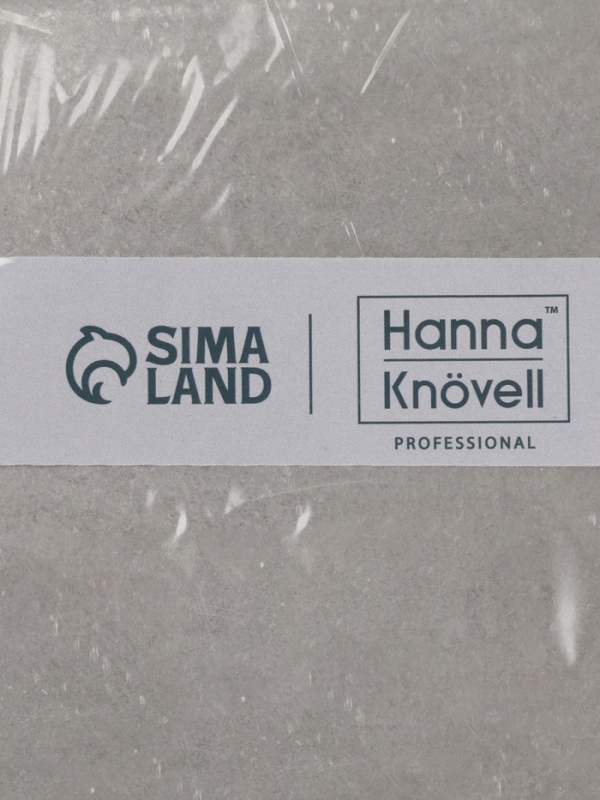 SIMA
LAND
Hanna™
Knövell
PROFESSIONAL